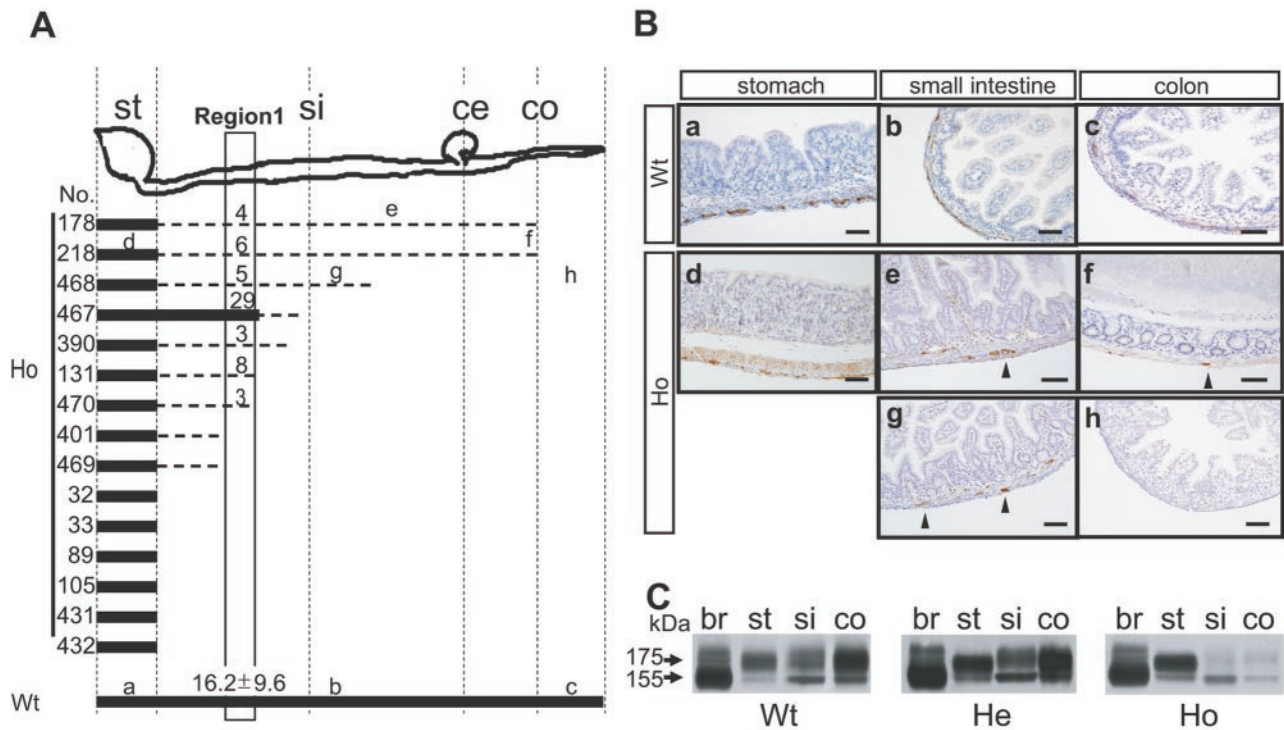 A
st Region1 si ce co
No.
Ho
178 4 e
d f
218 6
468 5 g h
467 29
390 3
131 8
470 3
401
469
32
33
89
105
431
432
16.2±9.6
a b c
Wt
B
stomach small intestine colon
Wt
a b c
Ho
d e f
g h
C
kDa
br st si co
br st si co
br st si co
175
155
Wt He Ho